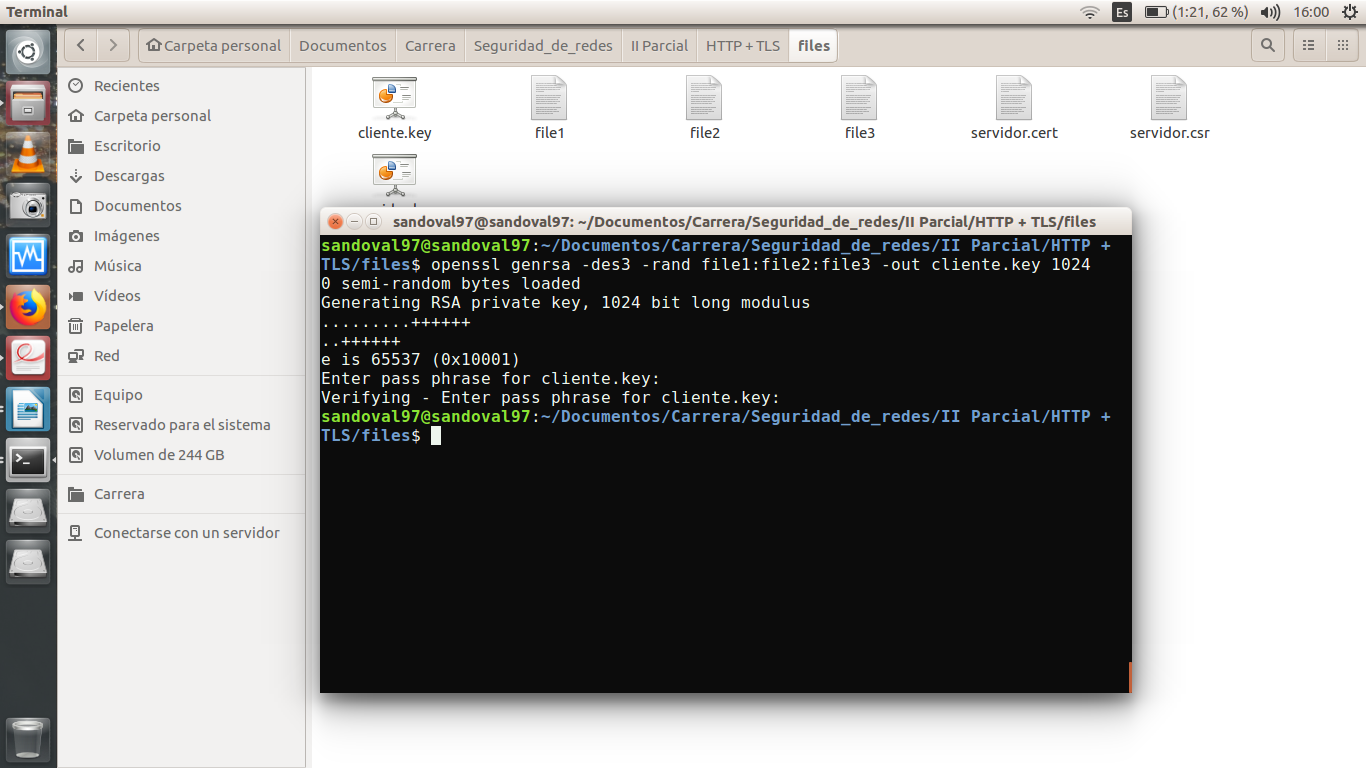 Terminal
Es
(1:21, 62 %)
16:00
Carpeta personal
Documentos
Carrera
Seguridad_de_redes
II Parcial
HTTP + TLS
files
Recientes
Carpeta personal
Escritorio
Descargas
Documentos
Imágenes
Música
Vídeos
Papelera
Red
Equipo
Reservado para el sistema
Volumen de 244 GB
Carrera
Conectarse con un servidor
cliente.key
file1
file2
file3
servidor.cert
servidor.csr
sandoval97@sandoval97: ~/Documentos/Carrera/Seguridad_de_redes/II Parcial/HTTP + TLS/files
sandoval97@sandoval97:~/Documentos/Carrera/Seguridad_de_redes/II Parcial/HTTP +
TLS/files$ openssl genrsa -des3 -rand file1:file2:file3 -out cliente.key 1024
0 semi-random bytes loaded
Generating RSA private key, 1024 bit long modulus
.........++++++
..++++++
e is 65537 (0x10001)
Enter pass phrase for cliente.key:
Verifying - Enter pass phrase for cliente.key:
sandoval97@sandoval97:~/Documentos/Carrera/Seguridad_de_redes/II Parcial/HTTP +
TLS/files$